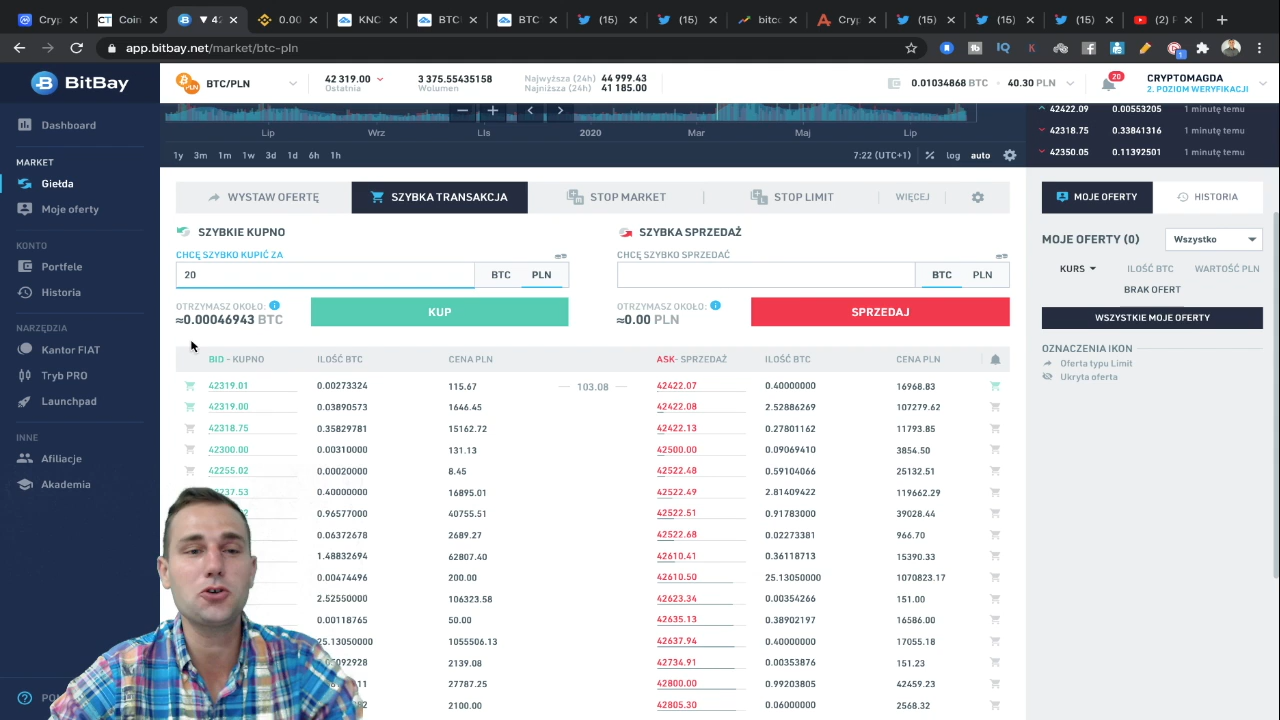 42
0.00
KNC
Coin
COT
BTC
(15)
(15)
bitco
Cryp
(15)
(15)
(15)
app.bitbay.net/market/btc-pln
BitBay
BTC/PLN
42 319.00
Ostatnia
3 375.55435158
Wolumen
Najwyższa (24h) 44 999.43
Najniższa (24h) 41 185.00
0.01034868 BTC
40.30 PLN
20
CRYPTOMAGDA
2. POZIOM WERYFIKACJI
Dashboard
MARKET
Giełda
Moje oferty
KONTO
Portfele
Historia
NARZĘDZIA
Kantor FIAT
Tryb PRO
Launchpad
INNE
Afiliacje
Akademia
Lip Wrz Lis 2020 Mar Maj Lip
1y 3m 1m 1w 3d 1d 6h 1h
7:22 (UTC+1) % log auto
42422.09 0.00553205 1 minutę temu
42318.75 0.33841316 1 minutę temu
42350.05 0.11392501 1 minutę temu
WYSTAW OFERTĘ
SZYBKA TRANSAKCJA
STOP MARKET
STOP LIMIT
WIĘCEJ
SZYBKIE KUPNO
CHCĘ SZYBKO KUPIĆ ZA
20 BTC PLN
OTRZYMASZ OKOŁO:
≈0.00046943 BTC
KUP
SZYBKA SPRZEDAŻ
CHCĘ SZYBKO SPRZEDAĆ
BTC PLN
OTRZYMASZ OKOŁO:
≈0.00 PLN
SPRZEDAJ
BID - KUPNO ILOŚĆ BTC CENA PLN ASK- SPRZEDAŻ ILOŚĆ BTC CENA PLN
42319.01 0.00273324 115.67 103.08 42422.07 0.40000000 16968.83
42319.00 0.03890573 1646.45 42422.08 2.52886269 107279.62
42318.75 0.35829781 15162.72 42422.13 0.27801162 11793.85
42300.00 0.00310000 131.13 42500.00 0.09069410 3854.50
42255.02 0.00020000 8.45 42522.48 0.59104066 25132.51
42237.53 0.40000000 16895.01 42522.49 2.81409422 119662.29
0.96577000 40755.51 42522.51 0.91783000 39028.44
0.06372678 2689.27 42522.68 0.02273381 966.70
1.48832694 62807.40 42610.41 0.36118713 15390.33
0.00474496 200.00 42610.50 25.13050000 1070823.17
2.52550000 106323.58 42623.34 0.00354266 151.00
0.00118765 50.00 42635.13 0.38902197 16586.00
25.13050000 1055506.13 42637.94 0.40000000 17055.18
2139.08 42734.91 0.00353876 151.23
27787.25 42800.00 0.99203805 42459.23
2100.00 42805.30 0.06000000 2568.32
MOJE OFERTY
HISTORIA
MOJE OFERTY (0) Wszystko
KURS ILOŚĆ BTC WARTOŚĆ PLN
BRAK OFERT
WSZYSTKIE MOJE OFERTY
OZNACZENIA IKON
Oferta typu Limit
Ukryta oferta